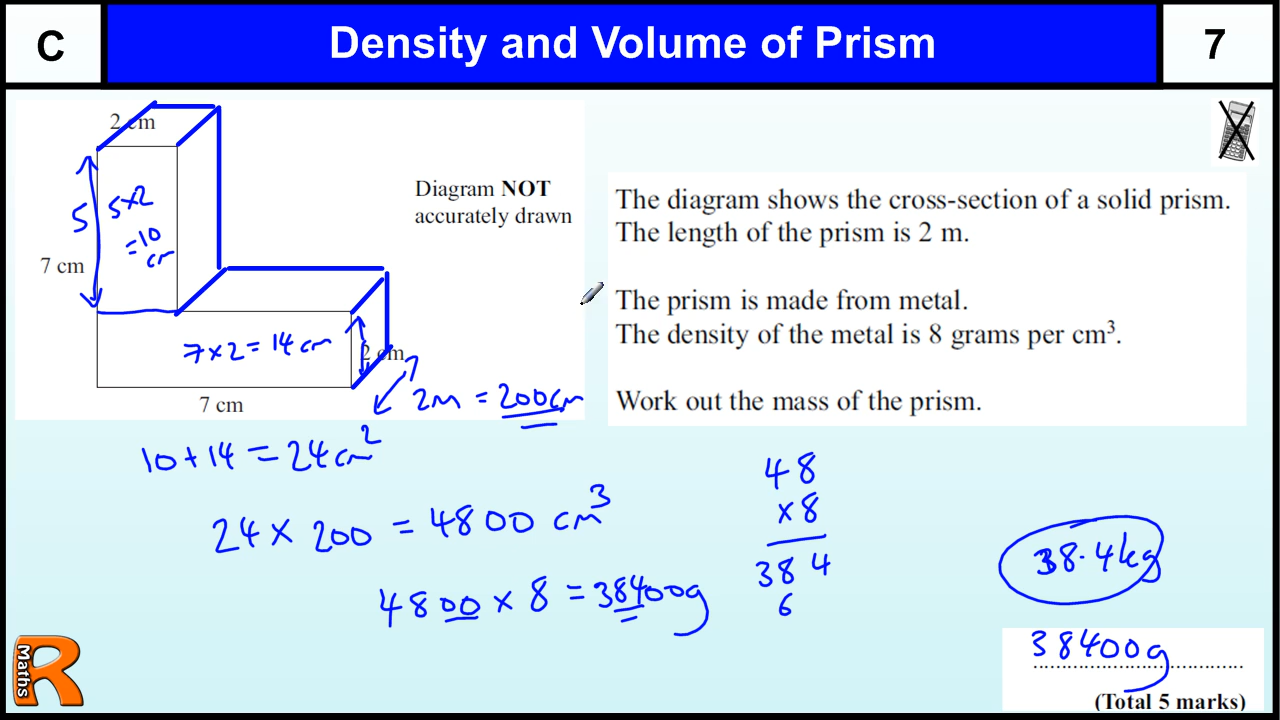 C
Density and Volume of Prism
7
2 cm
Diagram NOT
accurately drawn
5
5×2
=10
cm
7 cm
7×2=14cm
2 cm
7 cm
2m = 200cm
The diagram shows the cross-section of a solid prism.
The length of the prism is 2 m.
The prism is made from metal.
The density of the metal is 8 grams per cm³.
Work out the mass of the prism.
10+14=24cm²
24×200=4800 cm³
4800×8=38400g
48
×8
384
6
38.4kg
38400g
(Total 5 marks)
Maths
R